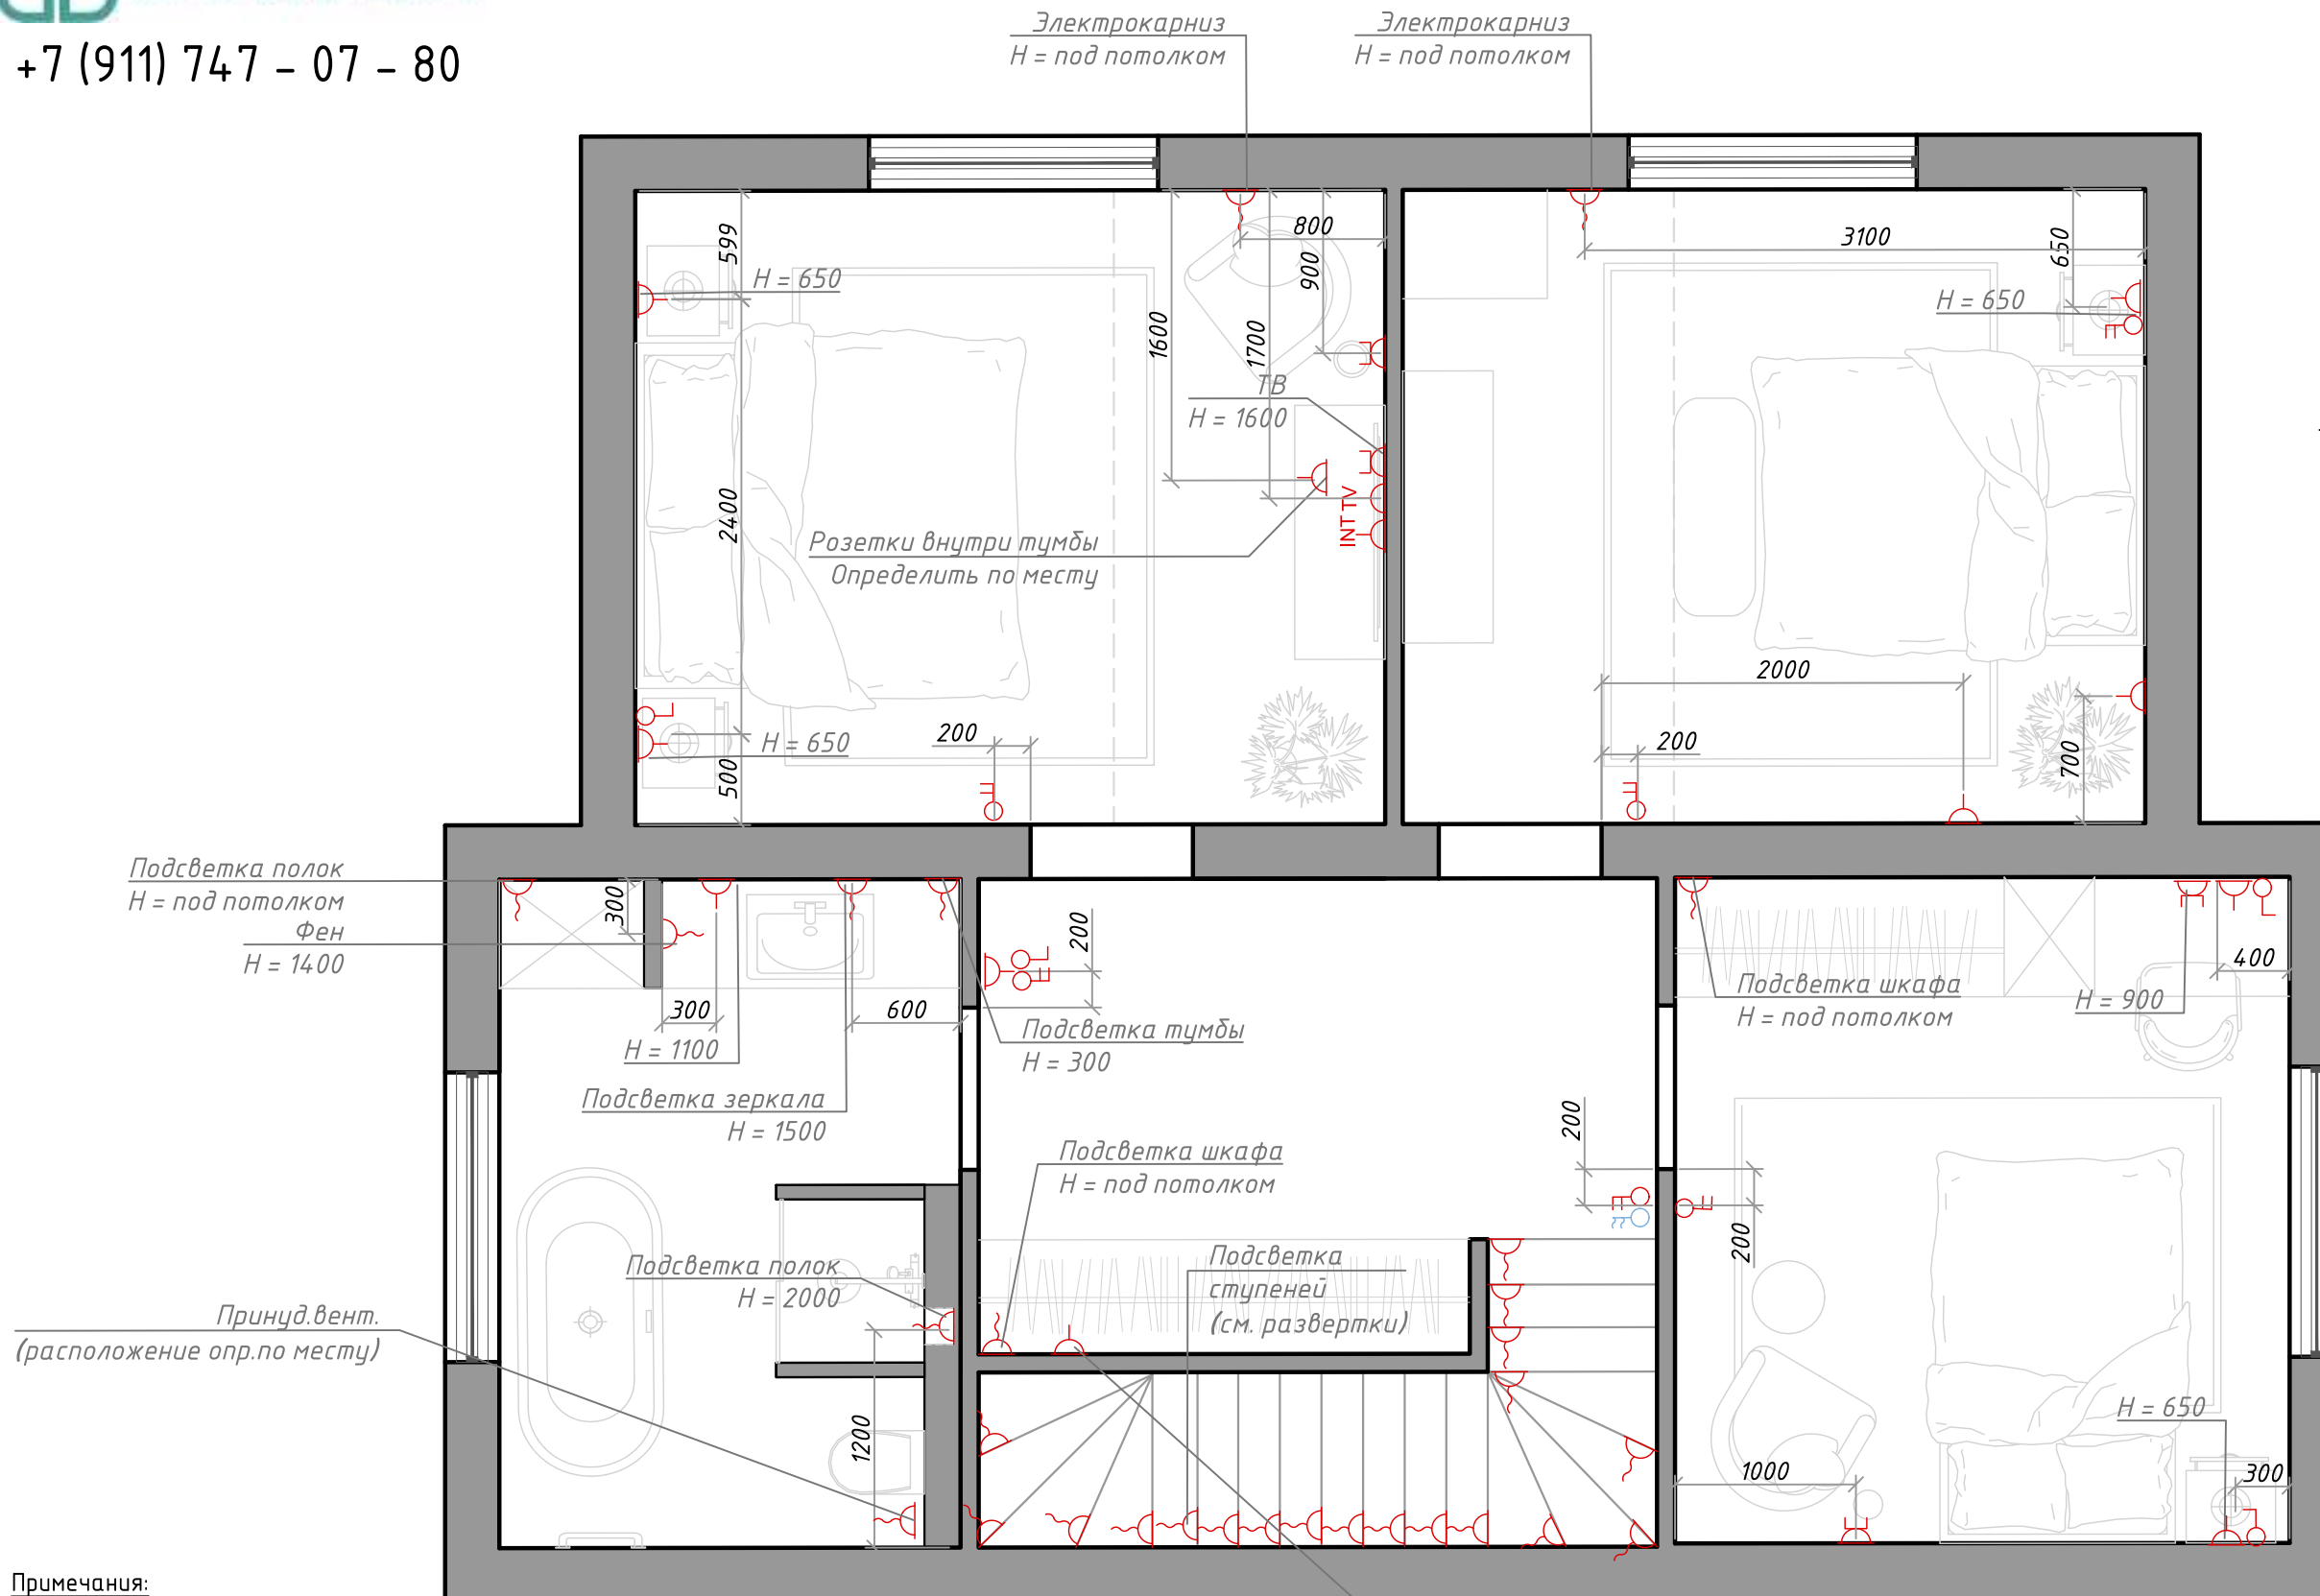 +7 (911) 747 - 07 - 80
Электрокарниз
H = под потолком
Электрокарниз
H = под потолком
599
H = 650
800
900
1600
1700
ТВ
H = 1600
3100
650
H = 650
2400
INT TV
Розетки внутри тумбы
Определить по месту
H = 650
500
200
2000
200
700
Подсветка полок
H = под потолком
Фен
H = 1400
300
300
H = 1100
600
200
Подсветка тумбы
H = 300
Подсветка зеркала
H = 1500
Подсветка шкафа
H = под потолком
H = 900
400
Подсветка шкафа
H = под потолком
200
200
Подсветка полок
H = 2000
Подсветка
ступеней
(см. развертки)
Принуд.вент.
(расположение опр.по месту)
1200
1000
H = 650
300
Примечания: